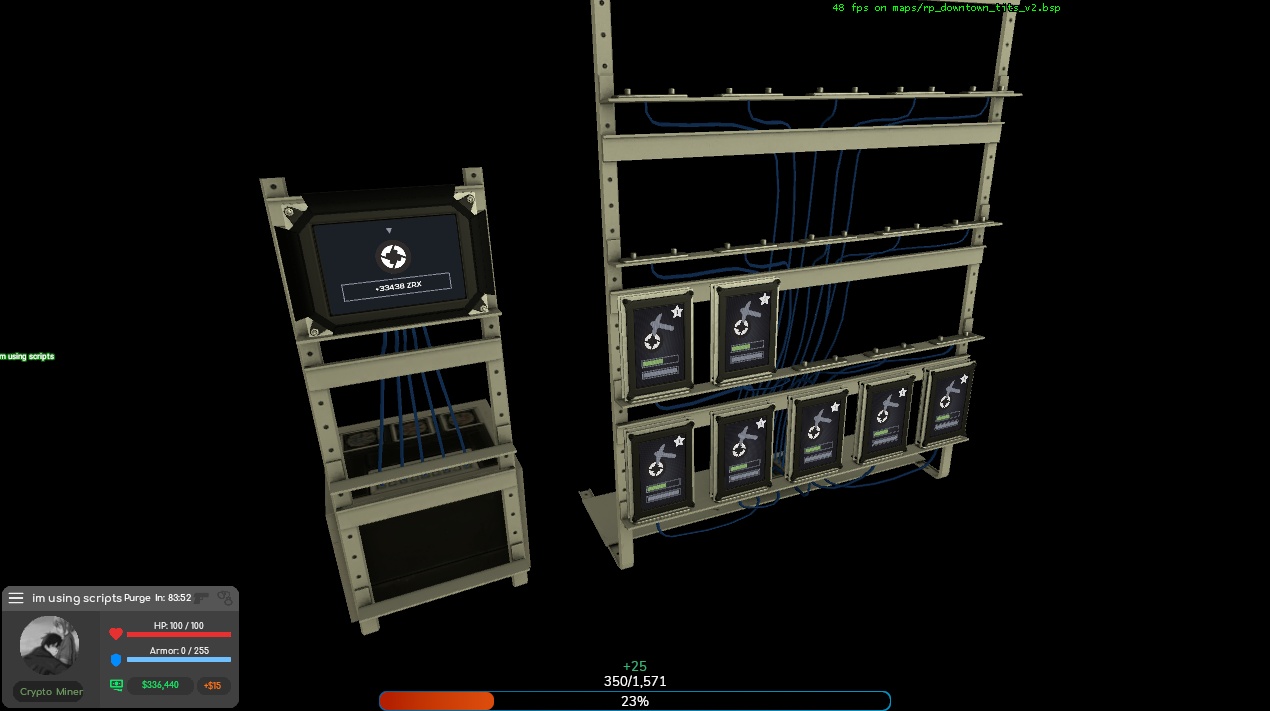 48 fps on maps/rp_downtown_tits_v2.bsp
+33438 ZRX
im using scripts
im using scripts Purge In: 83:52
HP: 100 / 100
Armor: 0 / 255
Crypto Miner
$336,440
+$15
+25
350/1,571
23%